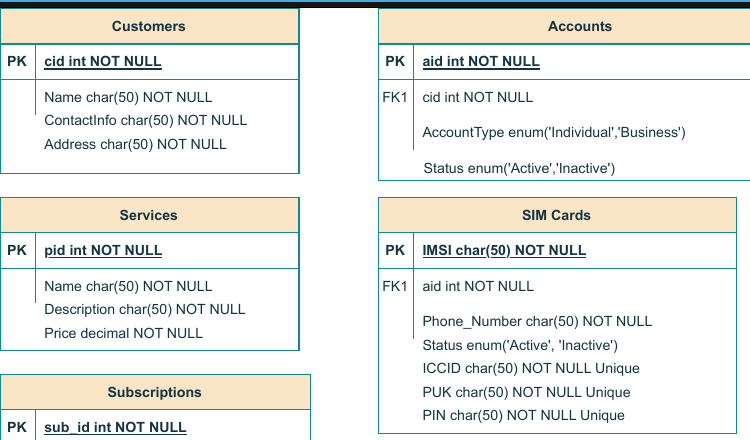 Customers
PK cid int NOT NULL
Name char(50) NOT NULL
ContactInfo char(50) NOT NULL
Address char(50) NOT NULL
Accounts
PK aid int NOT NULL
FK1 cid int NOT NULL
AccountType enum('Individual','Business')
Status enum('Active','Inactive')
Services
PK pid int NOT NULL
Name char(50) NOT NULL
Description char(50) NOT NULL
Price decimal NOT NULL
SIM Cards
PK IMSI char(50) NOT NULL
FK1 aid int NOT NULL
Phone_Number char(50) NOT NULL
Status enum('Active', 'Inactive')
ICCID char(50) NOT NULL Unique
PUK char(50) NOT NULL Unique
PIN char(50) NOT NULL Unique
Subscriptions
PK sub_id int NOT NULL